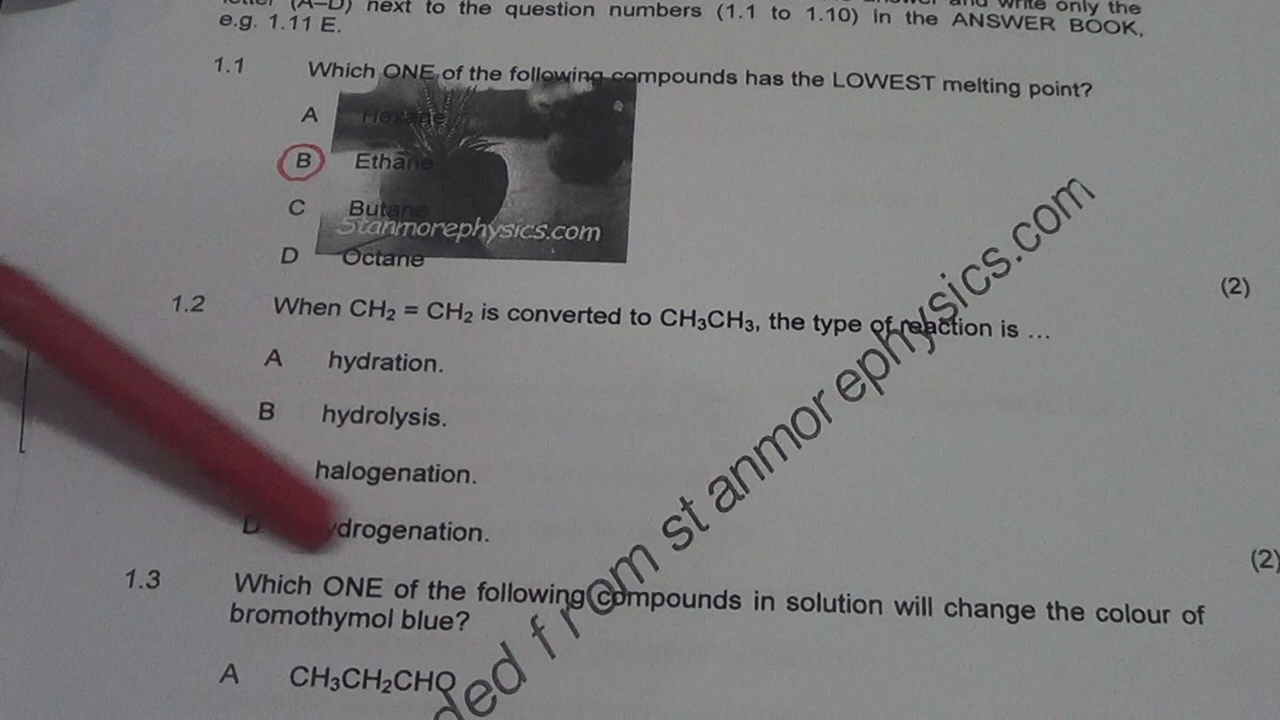 (A–D) next to the question numbers (1.1 to 1.10) in the ANSWER BOOK,
and write only the
e.g. 1.11 E.
1.1 Which ONE of the following compounds has the LOWEST melting point?
A Hexane
B Ethane
C Butane
Stanmorephysics.com
D Octane
(2)
1.2 When CH₂ = CH₂ is converted to CH₃CH₃, the type of reaction is ...
A hydration.
B hydrolysis.
halogenation.
D ydrogenation.
(2)
1.3 Which ONE of the following compounds in solution will change the colour of
bromothymol blue?
A CH₃CH₂CHO
ded from stanmorephysics.com